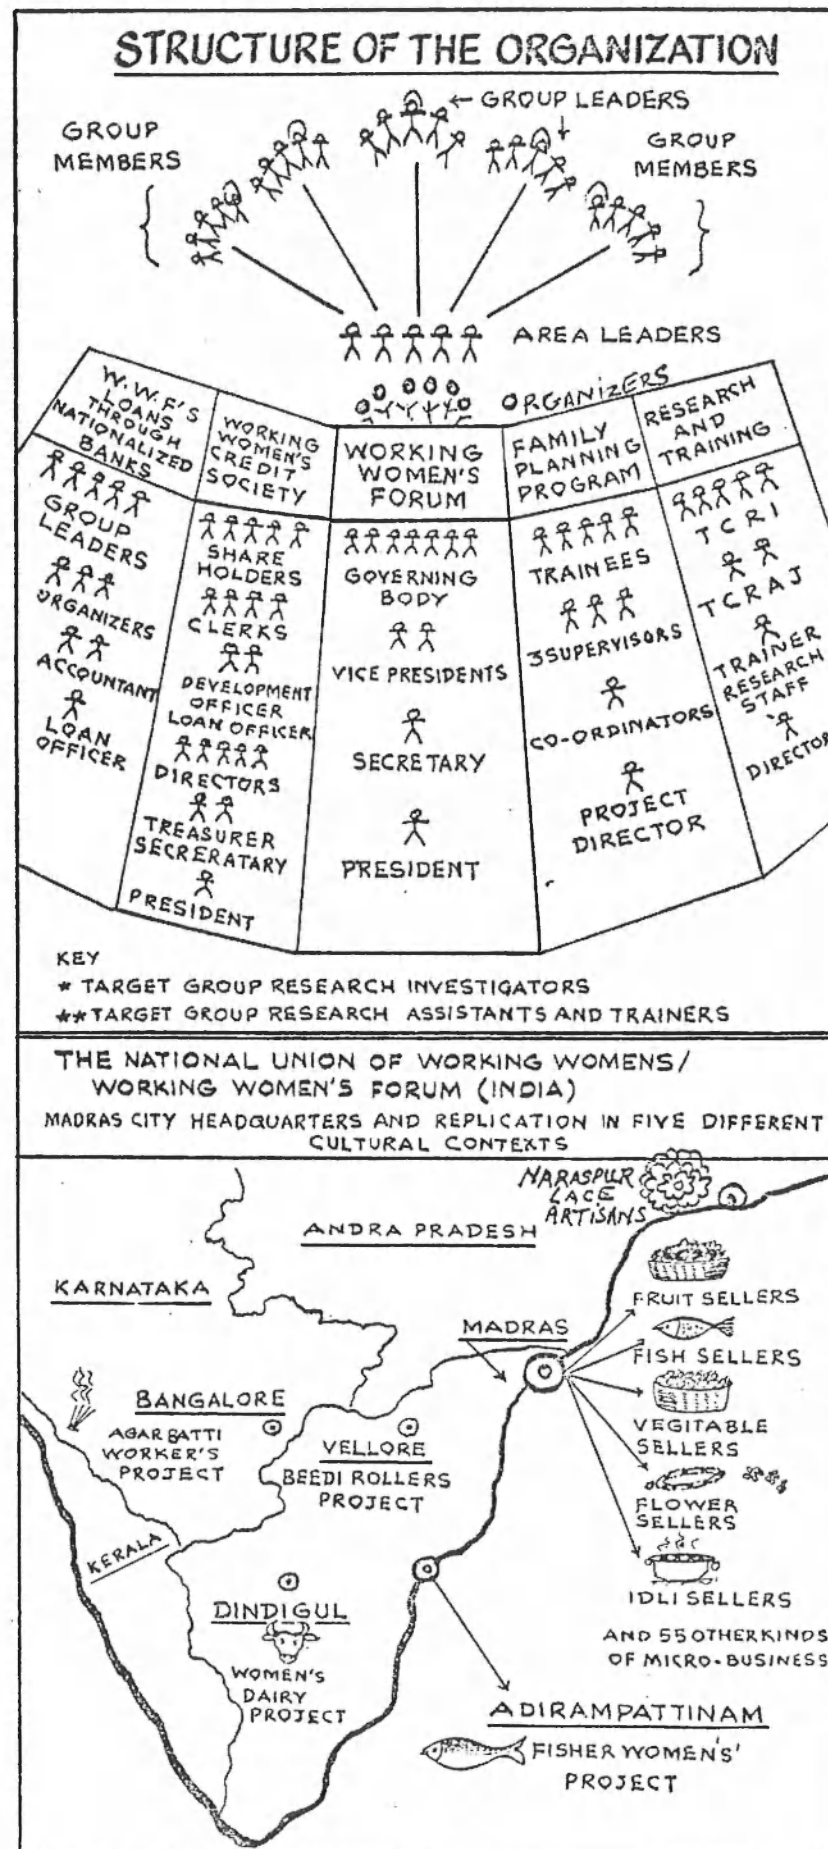 STRUCTURE OF THE ORGANIZATION
← GROUP LEADERS
GROUP
MEMBERS
GROUP
MEMBERS
AREA LEADERS
ORGANIZERS
W.W.F'S
LOANS
THROUGH
NATIONALIZED
BANKS
GROUP
LEADERS
ORGANIZERS
ACCOUNTANT
LOAN
OFFICER
WORKING
WOMEN'S
CREDIT
SOCIETY
SHARE
HOLDERS
CLERKS
DEVELOPMENT
OFFICER
LOAN OFFICER
DIRECTORS
TREASURER
SECRERATARY
PRESIDENT
WORKING
WOMEN'S
FORUM
GOVERNING
BODY
VICE PRESIDENTS
SECRETARY
PRESIDENT
FAMILY
PLANNING
PROGRAM
TRAINEES
3 SUPERVISORS
CO-ORDINATORS
PROJECT
DIRECTOR
RESEARCH
AND
TRAINING
TCRI
TCRAJ
TRAINER
RESEARCH
STAFF
DIRECTOR
KEY
* TARGET GROUP RESEARCH INVESTIGATORS
** TARGET GROUP RESEARCH ASSISTANTS AND TRAINERS
THE NATIONAL UNION OF WORKING WOMENS/
WORKING WOMEN'S FORUM (INDIA)
MADRAS CITY HEADQUARTERS AND REPLICATION IN FIVE DIFFERENT
CULTURAL CONTEXTS
NARASPUR
LACE
ARTISANS
ANDRA PRADESH
KARNATAKA
FRUIT SELLERS
MADRAS
FISH SELLERS
BANGALORE
AGARBATTI
WORKER'S
PROJECT
VELLORE
BEEDI ROLLERS
PROJECT
VEGITABLE
SELLERS
FLOWER
SELLERS
KERALA
IDLI SELLERS
DINDIGUL
WOMEN'S
DAIRY
PROJECT
AND 55 OTHER KINDS
OF MICRO-BUSINESS
ADIRAMPATTINAM
FISHER WOMEN'S'
PROJECT